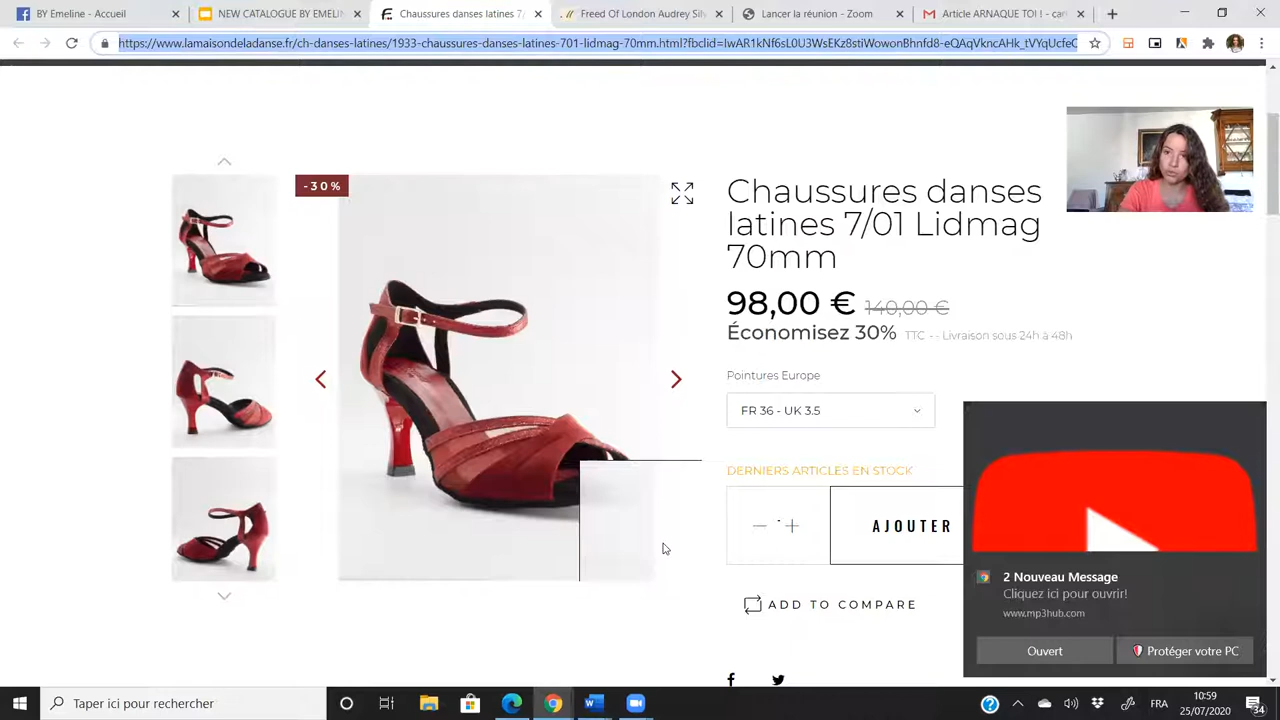 BY Emeline - Accueil
NEW CATALOGUE BY EMELIN
Chaussures danses latines 7/
Freed Of London Audrey Silv
Lancer la réunion - Zoom
Article ARNAQUE TOI ! - car
https://www.lamaisondeladanse.fr/ch-danses-latines/1933-chaussures-danses-latines-701-lidmag-70mm.html?fbclid=IwAR1kNf6sL0U3WsEKz8stiWowonBhnfd8-eQAqVkncAHk_tVYqUcfeC
-30%
Chaussures danses
latines 7/01 Lidmag
70mm
98,00 € 140,00 €
Économisez 30% TTC - - Livraison sous 24h à 48h
Pointures Europe
FR 36 - UK 3.5
DERNIERS ARTICLES EN STOCK
AJOUTER
ADD TO COMPARE
2 Nouveau Message
Cliquez ici pour ouvrir!
www.mp3hub.com
Ouvert
Protéger votre PC
Taper ici pour rechercher
FRA
10:59
25/07/2020
34